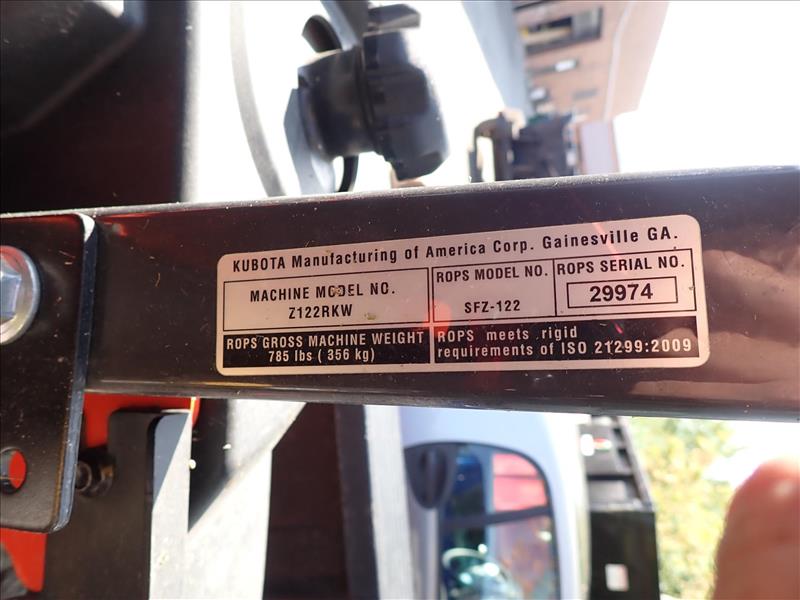 KUBOTA Manufacturing of America Corp. Gainesville GA.
MACHINE MODEL NO.
Z122RKW
ROPS MODEL NO.
SFZ-122
ROPS SERIAL NO.
29974
ROPS GROSS MACHINE WEIGHT
785 lbs ( 356 kg)
ROPS meets rigid
requirements of ISO 21299:2009